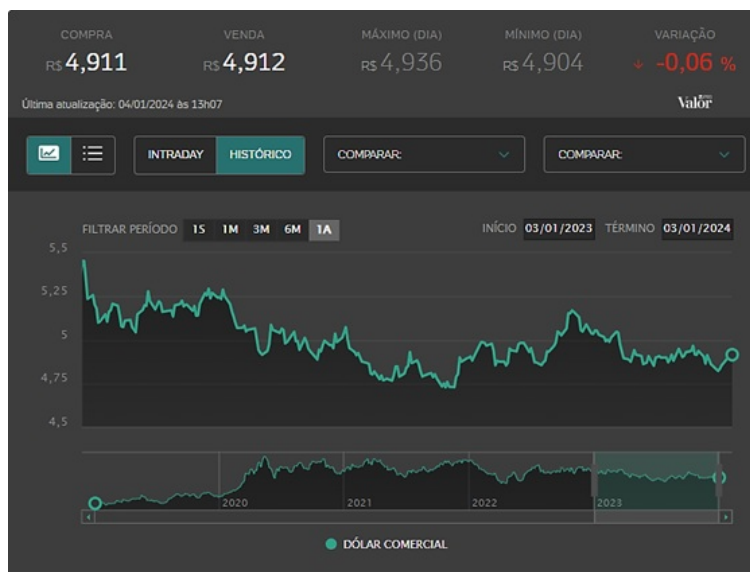 COMPRA VENDA MÁXIMO (DIA) MÍNIMO (DIA) VARIAÇÃO
R$ 4,911 R$ 4,912 R$ 4,936 R$ 4,904 -0,06 %
Última atualização: 04/01/2024 às 13h07 Valor
INTRADAY HISTÓRICO COMPARAR: COMPARAR:
FILTRAR PERÍODO 1S 1M 3M 6M 1A INÍCIO 03/01/2023 TÉRMINO 03/01/2024
5,5
5,25
5
4,75
4,5
2020 2021 2022 2023
DÓLAR COMERCIAL